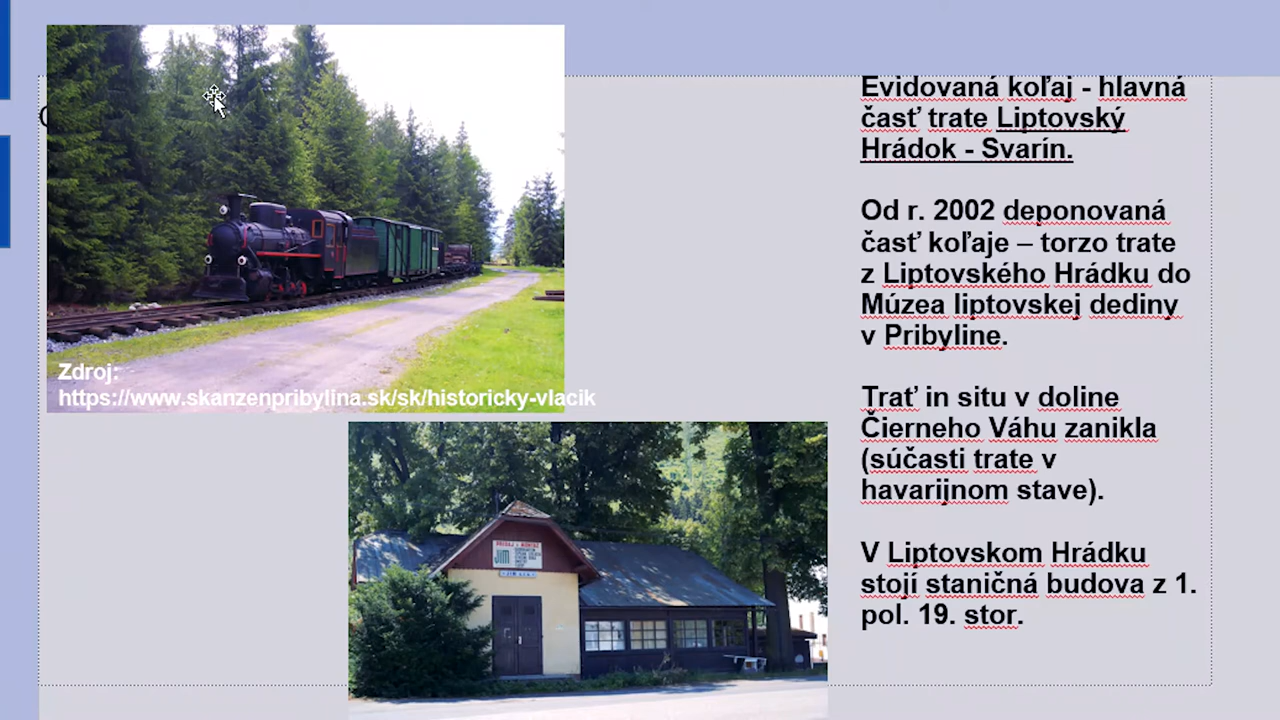 Evidovaná koľaj - hlavná
časť trate Liptovský
Hrádok - Svarín.
Od r. 2002 deponovaná
časť koľaje – torzo trate
z Liptovského Hrádku do
Múzea liptovskej dediny
v Pribyline.
Trať in situ v doline
Čierneho Váhu zanikla
(súčasti trate v
havarijnom stave).
V Liptovskom Hrádku
stojí staničná budova z 1.
pol. 19. stor.
Zdroj:
https://www.skanzenpribylina.sk/sk/historicky-vlacik
JIM